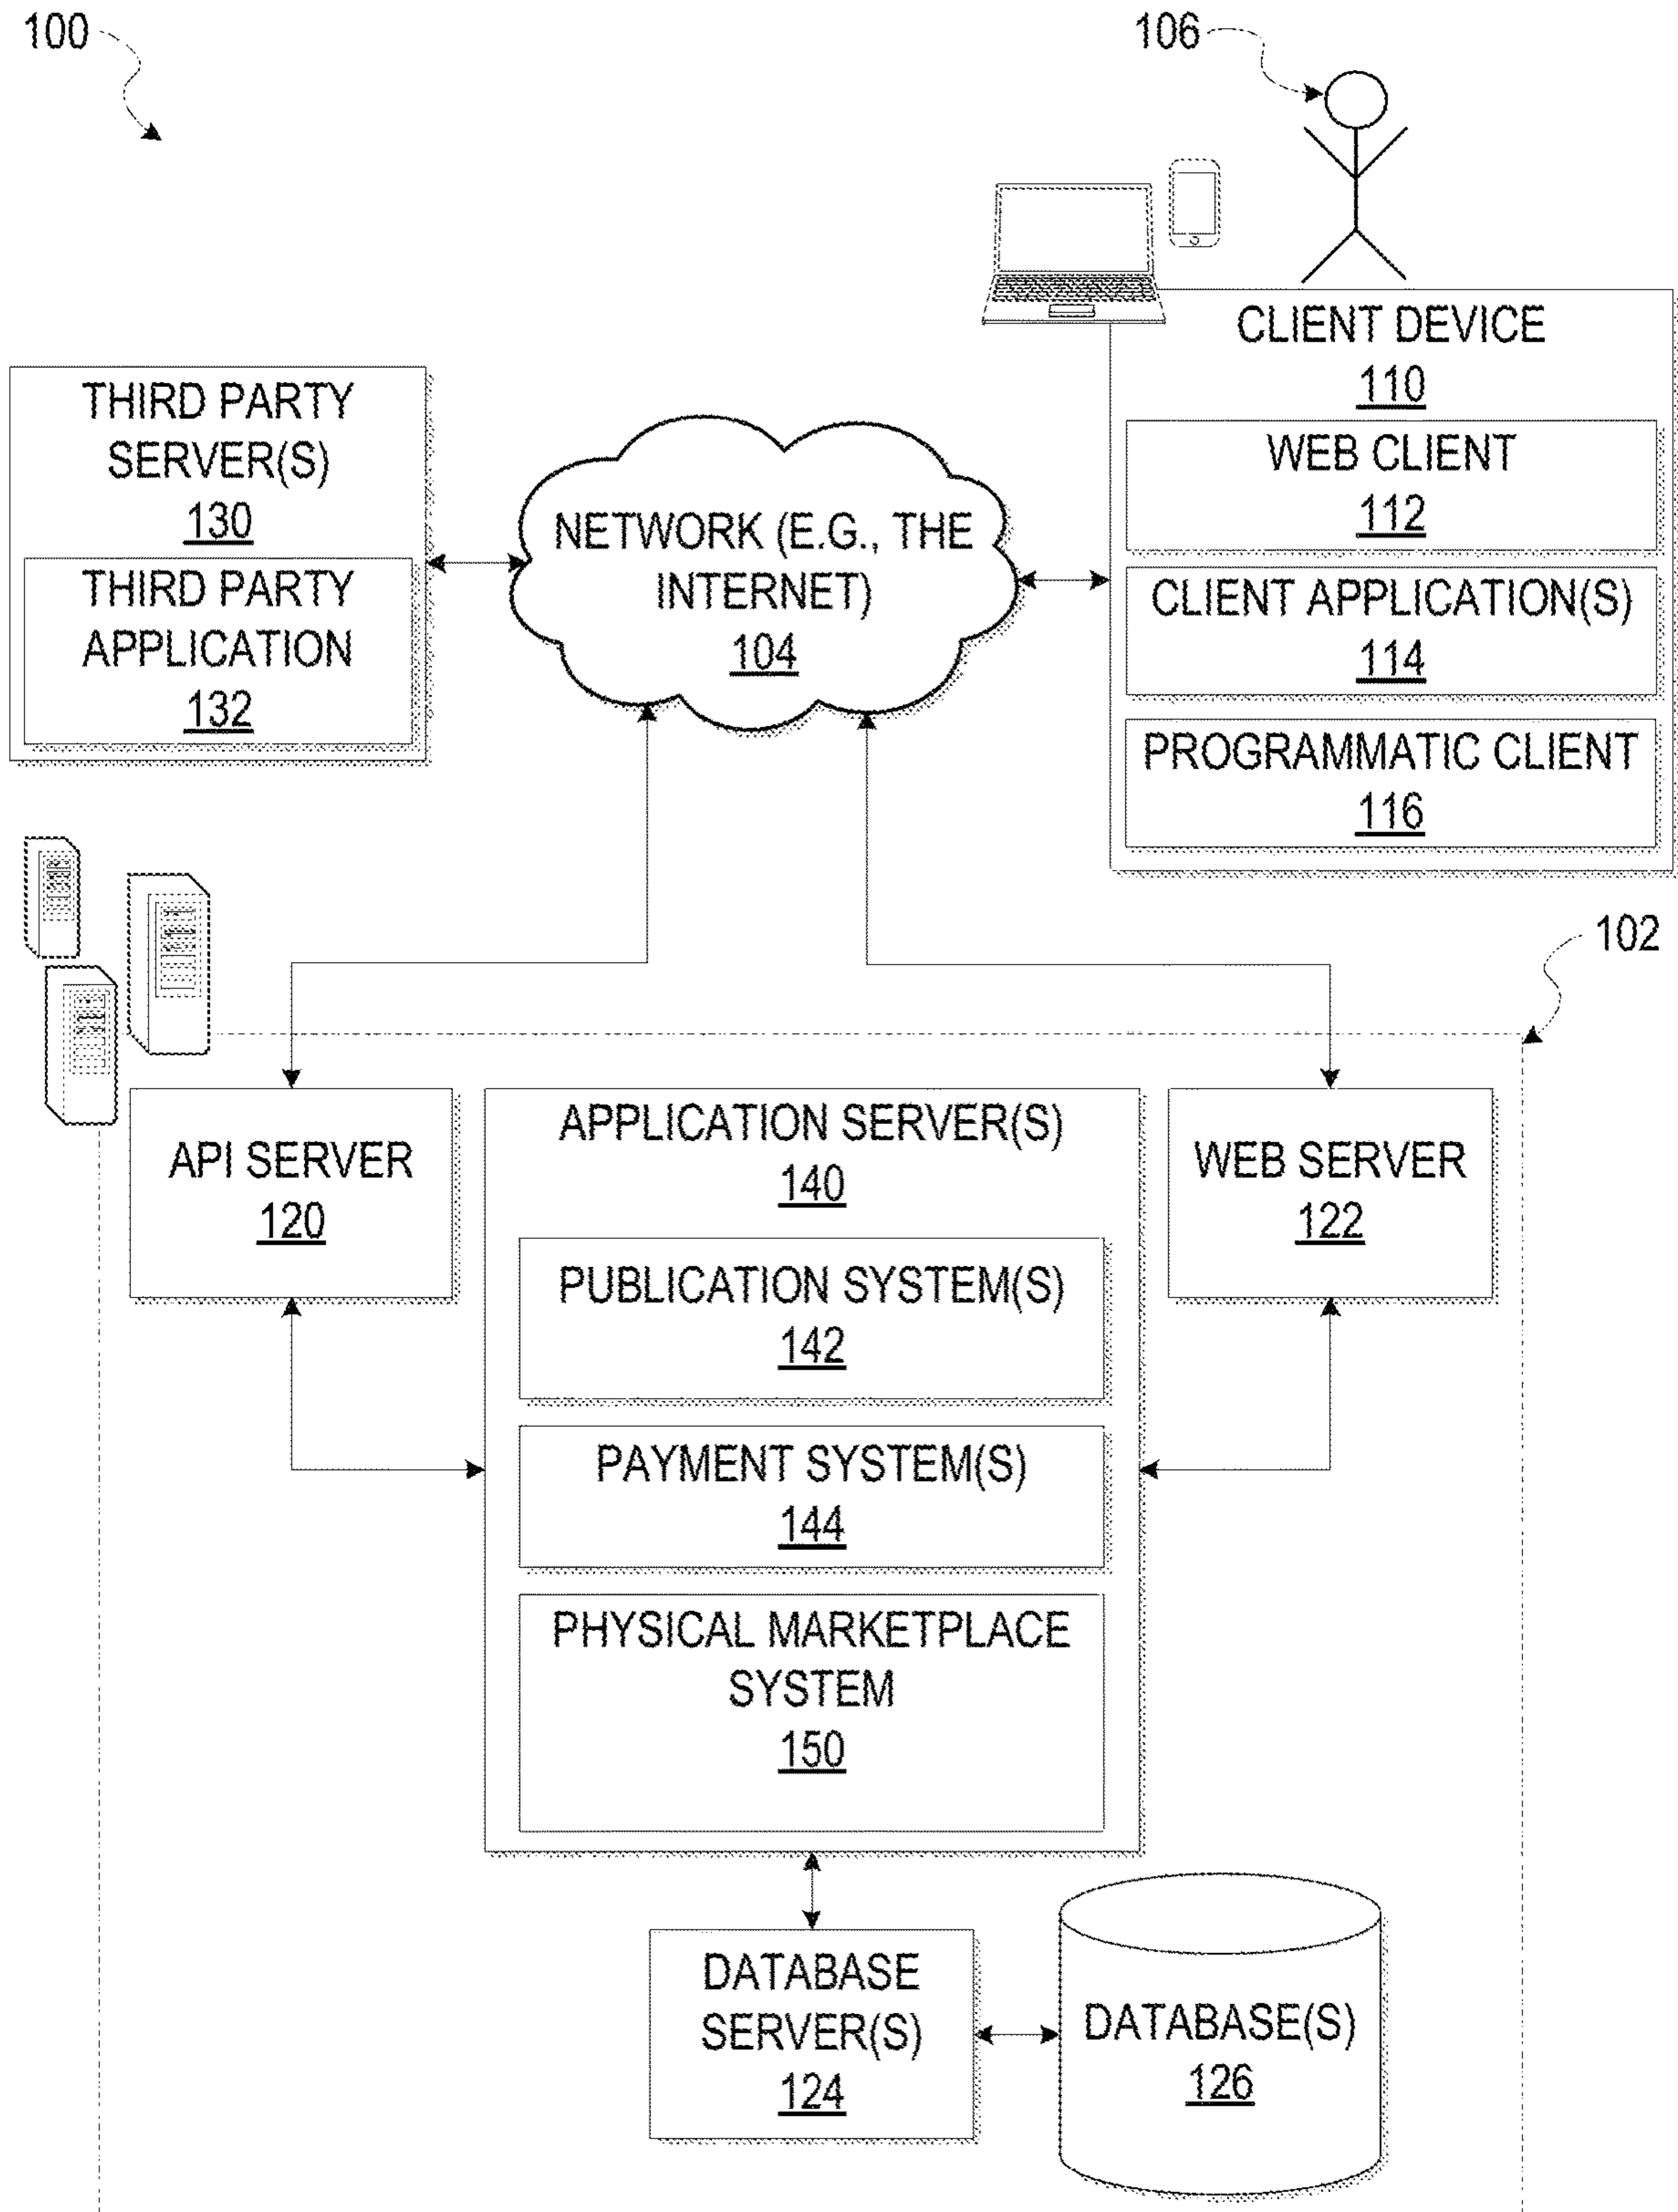 100
106
CLIENT DEVICE
110
WEB CLIENT
112
CLIENT APPLICATION(S)
114
PROGRAMMATIC CLIENT
116
THIRD PARTY
SERVER(S)
130
THIRD PARTY
APPLICATION
132
NETWORK (E.G., THE
INTERNET)
104
102
API SERVER
120
APPLICATION SERVER(S)
140
PUBLICATION SYSTEM(S)
142
PAYMENT SYSTEM(S)
144
PHYSICAL MARKETPLACE
SYSTEM
150
WEB SERVER
122
DATABASE
SERVER(S)
124
DATABASE(S)
126